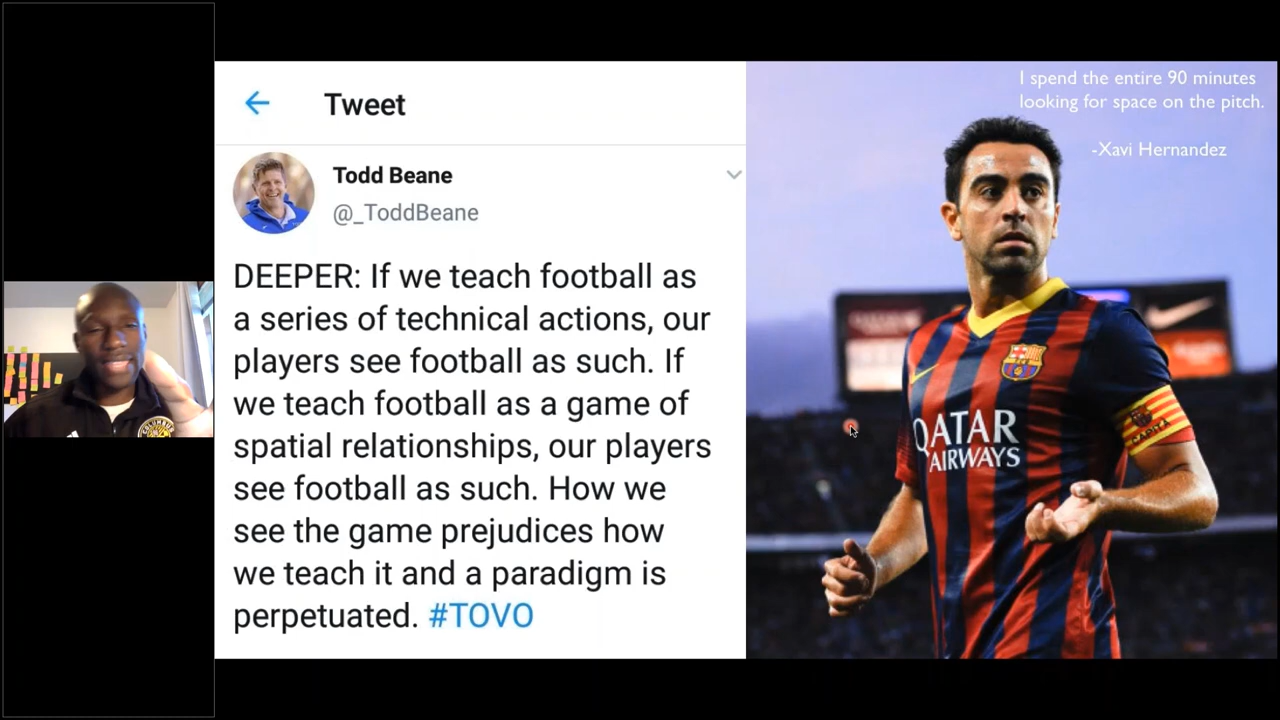 Tweet
Todd Beane
@_ToddBeane
DEEPER: If we teach football as
a series of technical actions, our
players see football as such. If
we teach football as a game of
spatial relationships, our players
see football as such. How we
see the game prejudices how
we teach it and a paradigm is
perpetuated. #TOVO
I spend the entire 90 minutes
looking for space on the pitch.
-Xavi Hernandez
QATAR
AIRWAYS
COLUMBUS